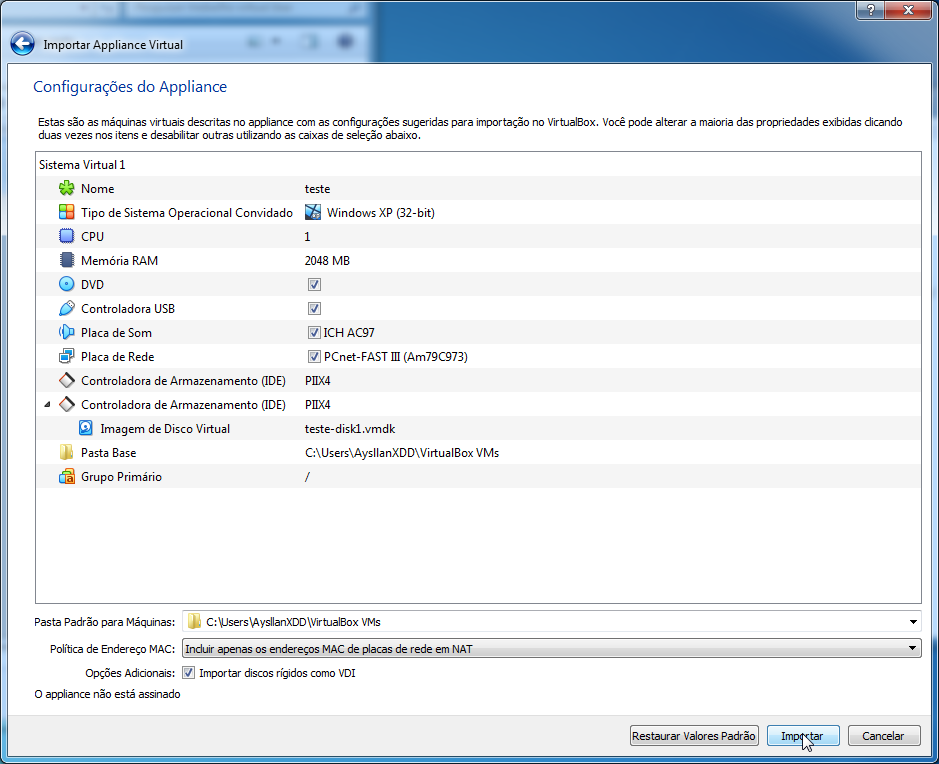 Importar Appliance Virtual
Configurações do Appliance
Estas são as máquinas virtuais descritas no appliance com as configurações sugeridas para importação no VirtualBox. Você pode alterar a maioria das propriedades exibidas clicando
duas vezes nos itens e desabilitar outras utilizando as caixas de seleção abaixo.
Sistema Virtual 1
Nome teste
Tipo de Sistema Operacional Convidado Windows XP (32-bit)
CPU 1
Memória RAM 2048 MB
DVD
Controladora USB
Placa de Som ICH AC97
Placa de Rede PCnet-FAST III (Am79C973)
Controladora de Armazenamento (IDE) PIIX4
Controladora de Armazenamento (IDE) PIIX4
Imagem de Disco Virtual teste-disk1.vmdk
Pasta Base C:\Users\AysllanXDD\VirtualBox VMs
Grupo Primário /
Pasta Padrão para Máquinas: C:\Users\AysllanXDD\VirtualBox VMs
Política de Endereço MAC: Incluir apenas os endereços MAC de placas de rede em NAT
Opções Adicionais: Importar discos rígidos como VDI
O appliance não está assinado
Restaurar Valores Padrão Importar Cancelar